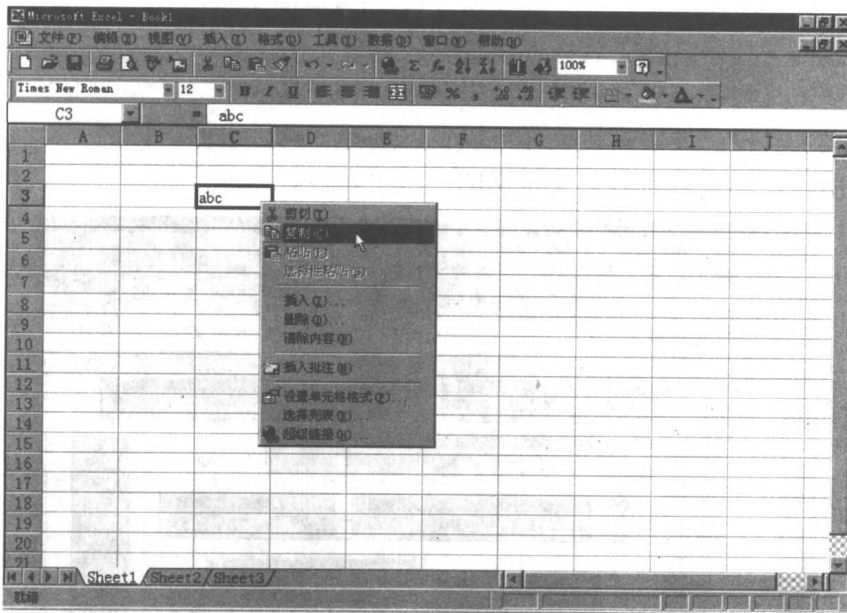 Microsoft Excel - Book1
文件(F) 编辑(E) 视图(V) 插入(I) 格式(O) 工具(T) 数据(D) 窗口(W) 帮助(H)
100%
Times New Roman 12 B I U % ,
C3 = abc
A B C D E F G H I J
1
2
3 abc
剪切(T)
4
复制(C)
5
粘贴(P)
6
选择性粘贴(S)
7
插入(I)...
8
删除(D)...
9
清除内容(N)
10
11
插入批注(M)
12
设置单元格格式(F)...
13
选择列表(K)...
14
超级链接(H)...
15
16
17
18
19
20
21
Sheet1 Sheet2 Sheet3
就绪